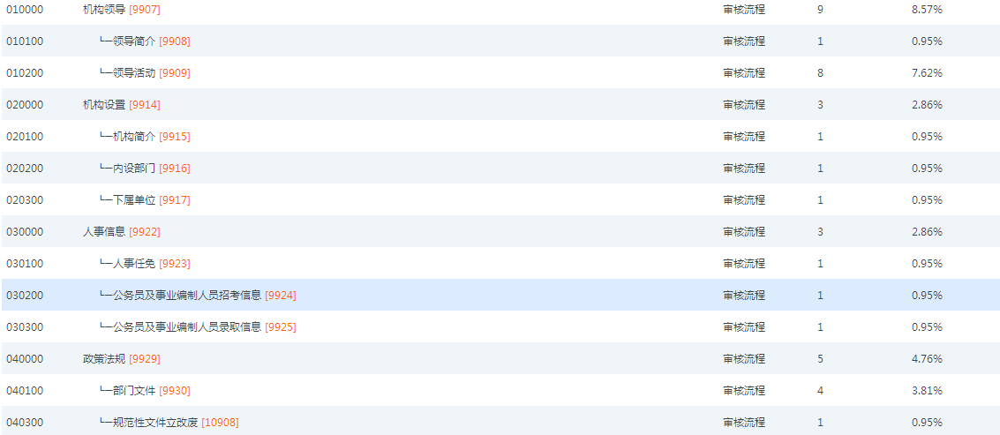 010000 机构领导 [9907] 审核流程 9 8.57%
010100 └─领导简介 [9908] 审核流程 1 0.95%
010200 └─领导活动 [9909] 审核流程 8 7.62%
020000 机构设置 [9914] 审核流程 3 2.86%
020100 └─机构简介 [9915] 审核流程 1 0.95%
020200 └─内设部门 [9916] 审核流程 1 0.95%
020300 └─下属单位 [9917] 审核流程 1 0.95%
030000 人事信息 [9922] 审核流程 3 2.86%
030100 └─人事任免 [9923] 审核流程 1 0.95%
030200 └─公务员及事业编制人员招考信息 [9924] 审核流程 1 0.95%
030300 └─公务员及事业编制人员录取信息 [9925] 审核流程 1 0.95%
040000 政策法规 [9929] 审核流程 5 4.76%
040100 └─部门文件 [9930] 审核流程 4 3.81%
040300 └─规范性文件立改废 [10908] 审核流程 1 0.95%